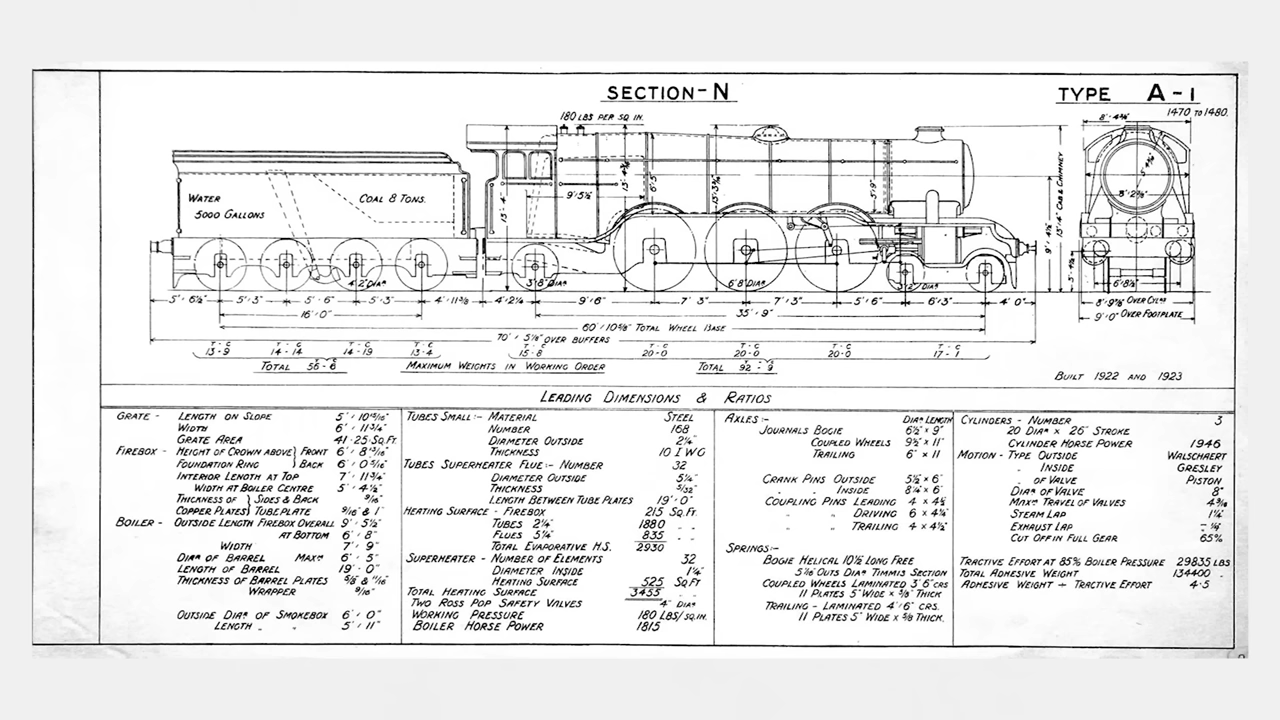 SECTION-N
TYPE A-1
1470 TO 1480.
180 LBS PER SQ. IN.
8'. 4¾"
WATER
5000 GALLONS
COAL 8 TONS.
9'. 5½"
13'. 4"
6'. 5"
5'. 9"
9'. 4½"
CAB & CHIMNEY
4'. 2" DIAR
3'. 8" DIAR
6'. 8" DIAR
3'. 2" DIAR
6'. 8½"
5'. 6½"
5'. 3"
5'. 6"
5'. 3"
4'. 11⅜"
4'. 2¼"
9'. 6"
7'. 3"
7'. 3"
5'. 6"
6'. 3"
4'. 0"
8'. 9⅞" OVER CYLRS
9'. 0" OVER FOOTPLATE
16'. 0"
35'. 9"
60'. 10⅝" TOTAL WHEEL BASE
70'. 5⅛" OVER BUFFERS
T - C T - C T - C T - C T - C T - C T - C T - C T - C
13-9 14-14 14-19 13-4 15-8 20-0 20-0 20-0 17-1
TOTAL 56-6 MAXIMUM WEIGHTS IN WORKING ORDER TOTAL 92-9
BUILT 1922 AND 1923
LEADING DIMENSIONS & RATIOS
GRATE - LENGTH ON SLOPE 5'. 10¹⁵/₁₆"
WIDTH 6'. 11¾"
GRATE AREA 41.25 SQ. FT.
FIREBOX - HEIGHT OF CROWN ABOVE } FRONT 6'. 8⁵/₁₆"
FOUNDATION RING } BACK 6'. 0⁵/₁₆"
INTERIOR LENGTH AT TOP 7'. 11¾"
WIDTH AT BOILER CENTRE 5'. 4½"
THICKNESS OF } SIDES & BACK ⁹/₁₆"
COPPER PLATES } TUBEPLATE ⁹/₁₆" & 1"
BOILER - OUTSIDE LENGTH FIREBOX OVERALL 9'. 5½"
AT BOTTOM 6'. 8"
WIDTH 7'. 9"
DIAR OF BARREL MAXM 6'. 5"
LENGTH OF BARREL 19'. 0"
THICKNESS OF BARREL PLATES ⅝" & ¹¹/₁₆"
WRAPPER ⁹/₁₆"
OUTSIDE DIAR OF SMOKEBOX 6'. 0"
LENGTH " " 5'. 11"
TUBES SMALL:- MATERIAL STEEL
NUMBER 168
DIAMETER OUTSIDE 2¼"
THICKNESS 10 I W G
TUBES SUPERHEATER FLUE:- NUMBER 32
DIAMETER OUTSIDE 5¼"
THICKNESS ⁵/₃₂"
LENGTH BETWEEN TUBE PLATES 19'. 0"
HEATING SURFACE - FIREBOX 215 SQ. FT.
TUBES 2¼" 1880 " "
FLUES 5¼" 835 " "
TOTAL EVAPORATIVE H.S. 2930
SUPERHEATER - NUMBER OF ELEMENTS 32
DIAMETER INSIDE 1¼"
HEATING SURFACE 525 SQ FT
TOTAL HEATING SURFACE 3455 " "
TWO ROSS POP SAFETY VALVES 4" DIAR
WORKING PRESSURE 180 LBS/SQ. IN.
BOILER HORSE POWER 1815
AXLES:- DIAR LENGTH
JOURNALS BOGIE 6½" x 9"
COUPLED WHEELS 9½" x 11"
TRAILING 6" x 11
CRANK PINS OUTSIDE 5½ x 6"
" " INSIDE 8¼" x 6"
COUPLING PINS LEADING 4 x 4½
" " DRIVING 6 x 4¼"
" " TRAILING 4 x 4½"
SPRINGS:-
BOGIE HELICAL 10½ LONG FREE
5⁵/₁₆ OUTS DIAR TIMMIS SECTION
COUPLED WHEELS LAMINATED 3' 6" CRS
11 PLATES 5" WIDE x ⅝" THICK
TRAILING - LAMINATED 4'. 6" CRS.
11 PLATES 5" WIDE x ⅝ THICK.
CYLINDERS - NUMBER 3
20 DIAR x 26" STROKE
CYLINDER HORSE POWER 1946
MOTION - TYPE OUTSIDE WALSCHAERT
" INSIDE GRESLEY
" OF VALVE PISTON
DIAR OF VALVE 8"
MAXM TRAVEL OF VALVES 4⁹/₁₆
STEAM LAP 1¼"
EXHAUST LAP
CUT OFF IN FULL GEAR 65%
TRACTIVE EFFORT AT 85% BOILER PRESSURE 29835 LBS
TOTAL ADHESIVE WEIGHT 134400 "
ADHESIVE WEIGHT ÷ TRACTIVE EFFORT 4.5